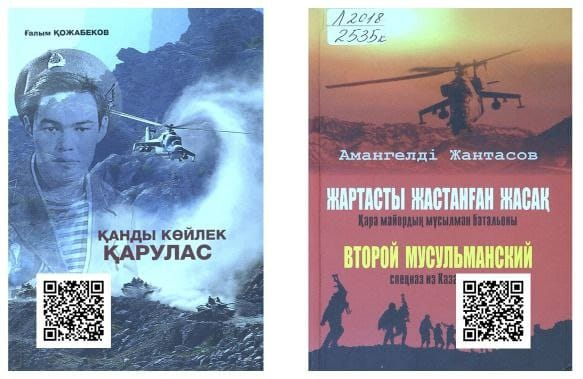 Ғалым ҚОЖАБЕКОВ
ҚАНДЫ КӨЙЛЕК
ҚАРУЛАС
Л 2018
2535к
Амангелді Жантасов
ЖАРТАСТЫ ЖАСТАНҒАН ЖАСАҚ
Қара майордың мұсылман батальоны
ВТОРОЙ МУСУЛЬМАНСКИЙ
спецназ из Каза